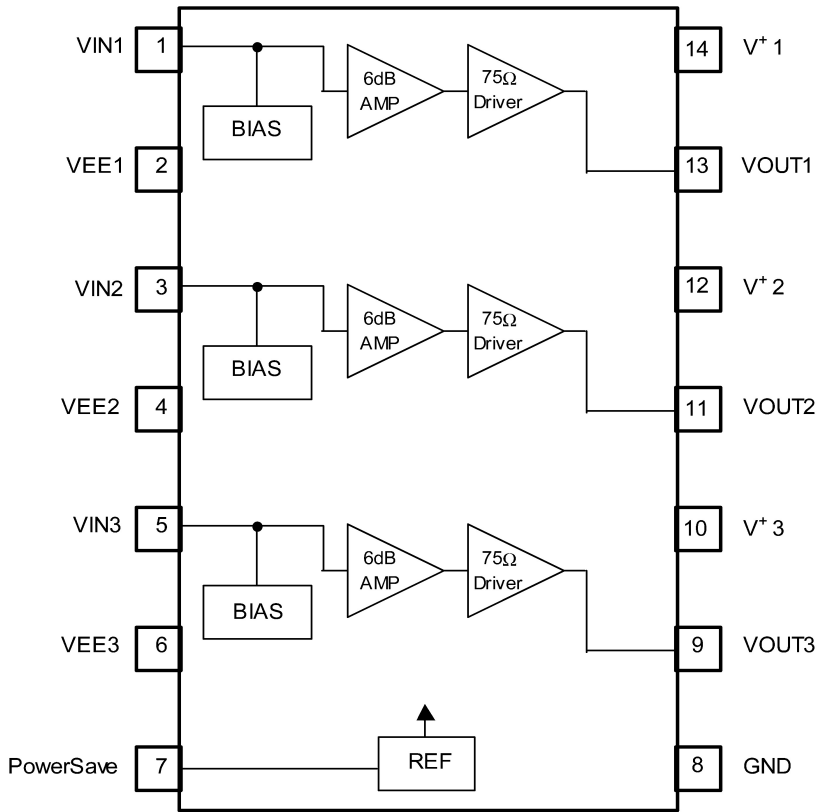 VIN1 1 14 V+ 1
6dB AMP
75Ω Driver
BIAS
VEE1 2 13 VOUT1
VIN2 3 12 V+ 2
6dB AMP
75Ω Driver
BIAS
VEE2 4 11 VOUT2
VIN3 5 10 V+ 3
6dB AMP
75Ω Driver
BIAS
VEE3 6 9 VOUT3
PowerSave 7 REF 8 GND